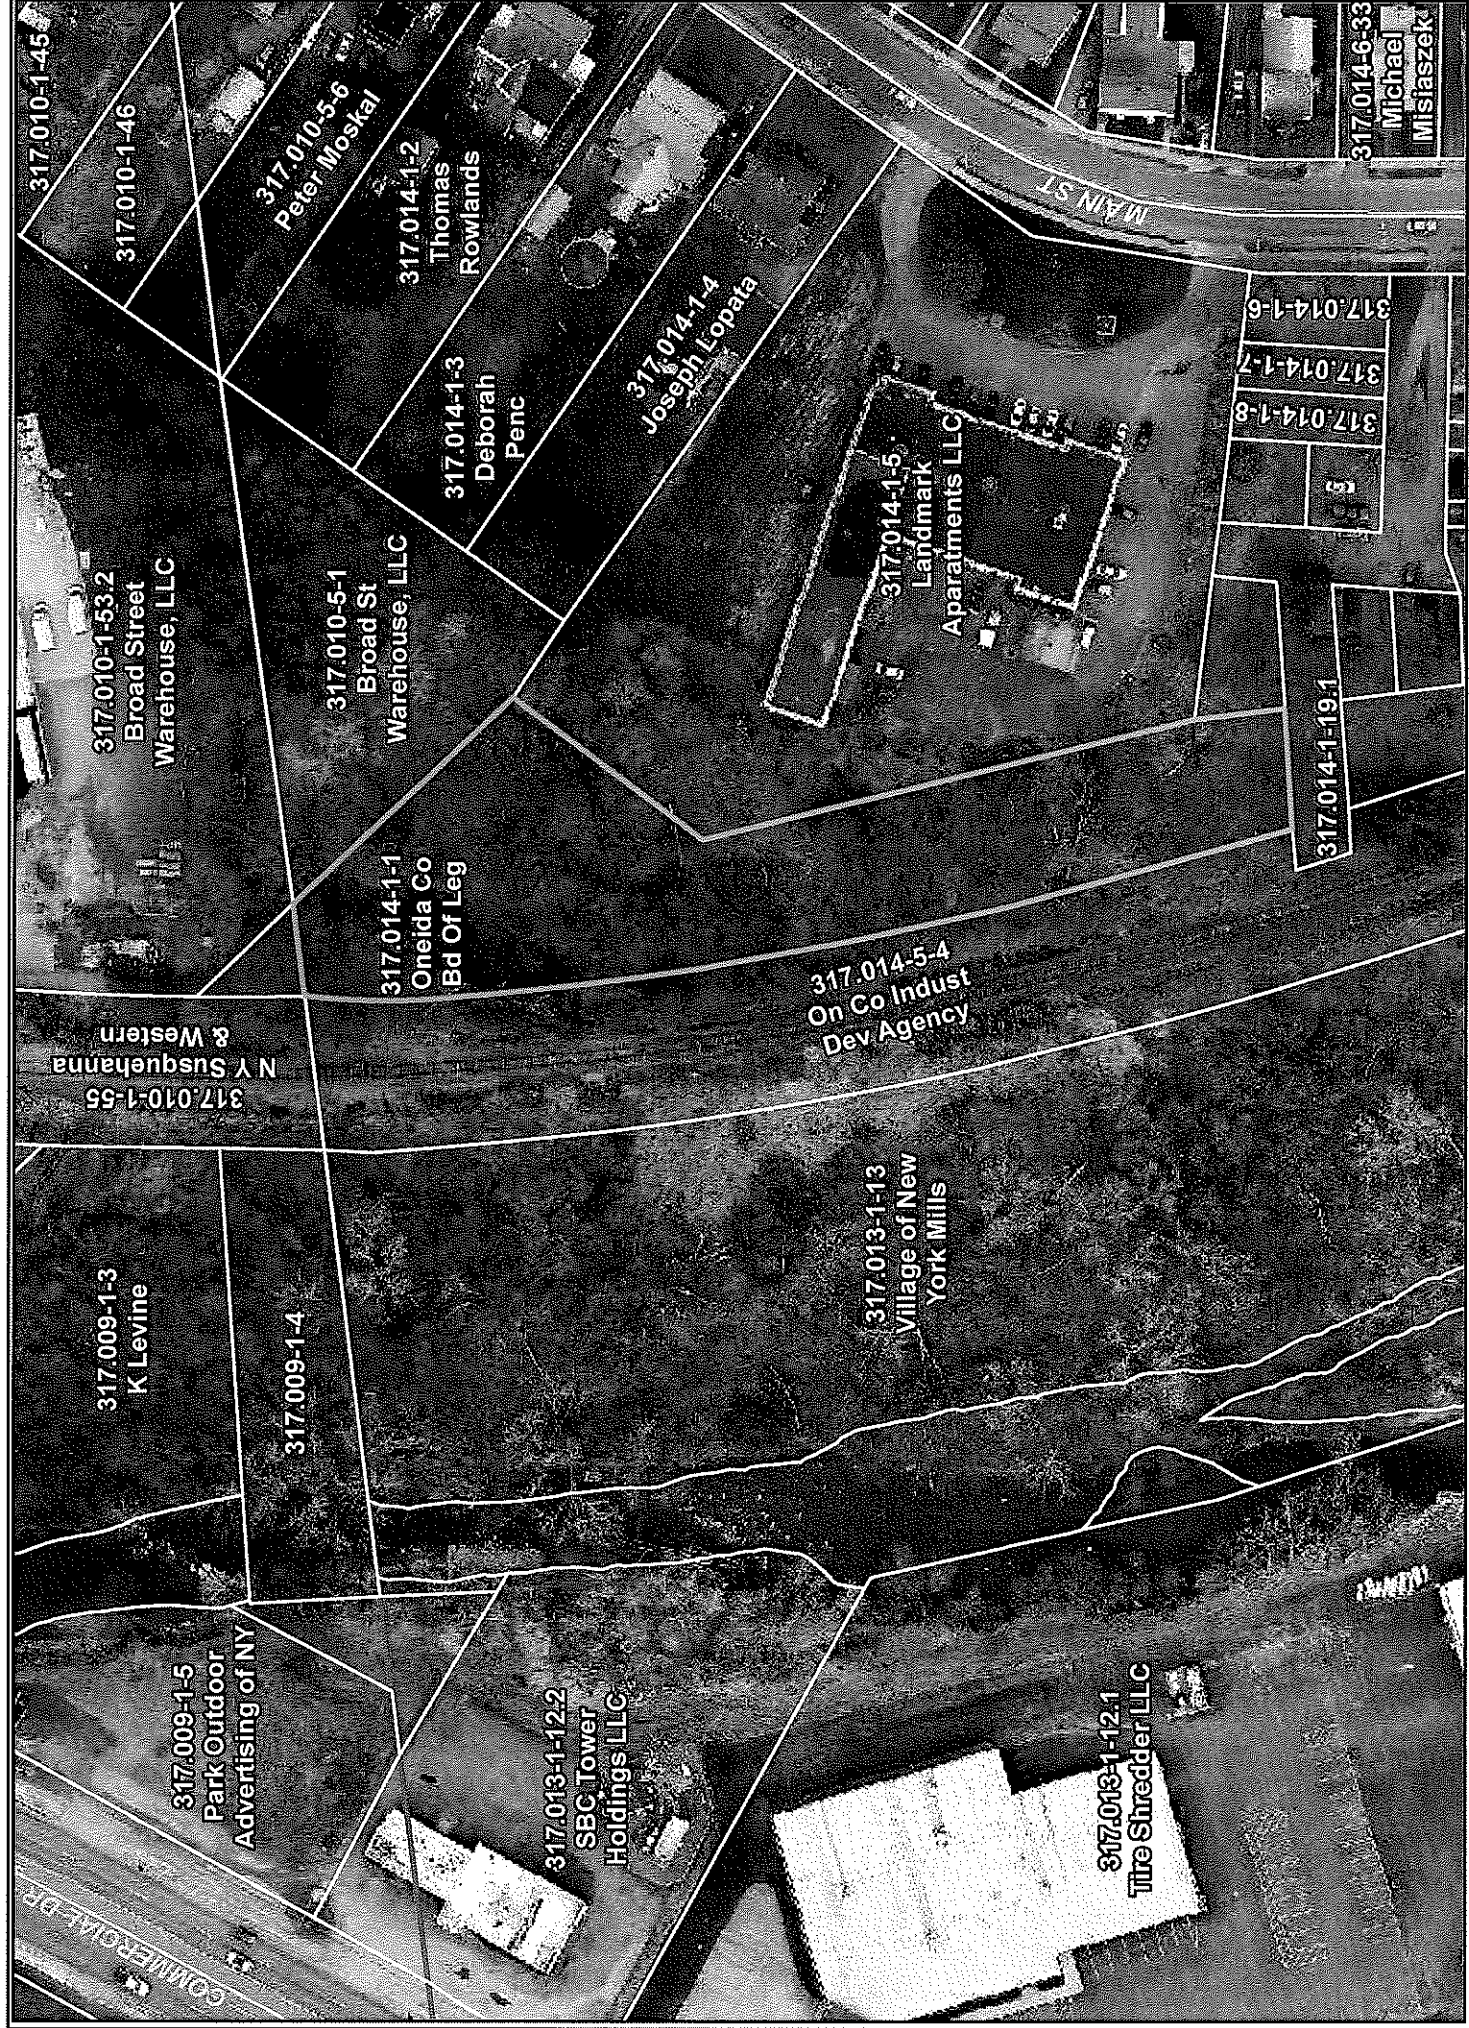 317.010-1-45
317.010-1-46
317.010-5-6
Peter Moskal
317.014-1-2
Thomas
Rowlands
317.014-1-3
Deborah
Penc
317.014-1-4
Joseph Lopata
MAIN ST
317.014-6-33
Michael
Misiaszek
317.014-1-6
317.014-1-7
317.014-1-8
317.014-1-5
Landmark
Aparatments LLC
317.014-1-19.1
317.010-1-53.2
Broad Street
Warehouse, LLC
317.010-5-1
Broad St
Warehouse, LLC
317.014-1-1
Oneida Co
Bd Of Leg
317.014-5-4
On Co Indust
Dev Agency
317.010-1-55
NY Susquehanna
& Western
317.009-1-3
K Levine
317.009-1-4
317.013-1-13
Village of New
York Mills
317.009-1-5
Park Outdoor
Advertising of NY
317.013-1-12.2
SBC Tower
Holdings LLC
317.013-1-12.1
Tire Shredder LLC
COMMERCIAL DR